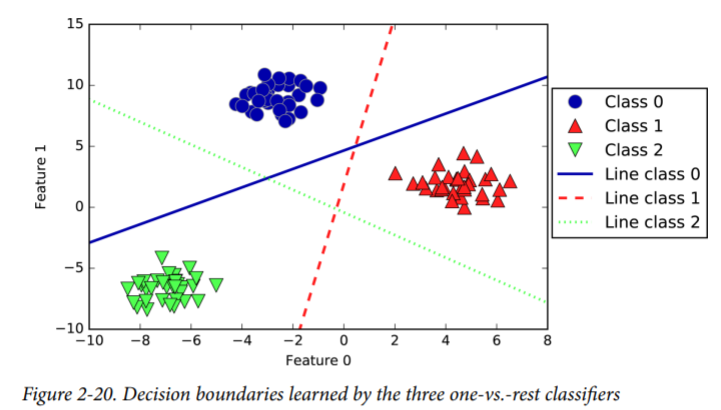 15
10
5
0
−5
−10
Feature 1
−10 −8 −6 −4 −2 0 2 4 6 8
Feature 0
Class 0
Class 1
Class 2
Line class 0
Line class 1
Line class 2
Figure 2-20. Decision boundaries learned by the three one-vs.-rest classifiers